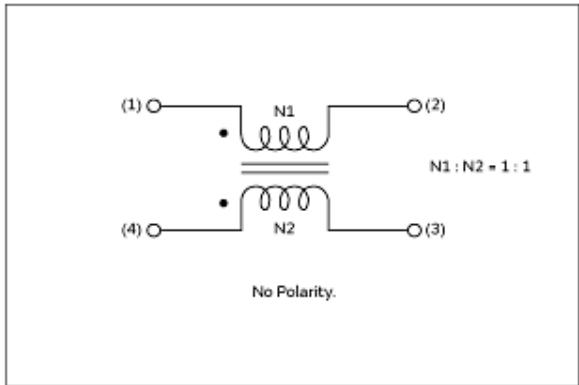 (1) N1 (2)
N1 : N2 = 1 : 1
(4) N2 (3)
No Polarity.